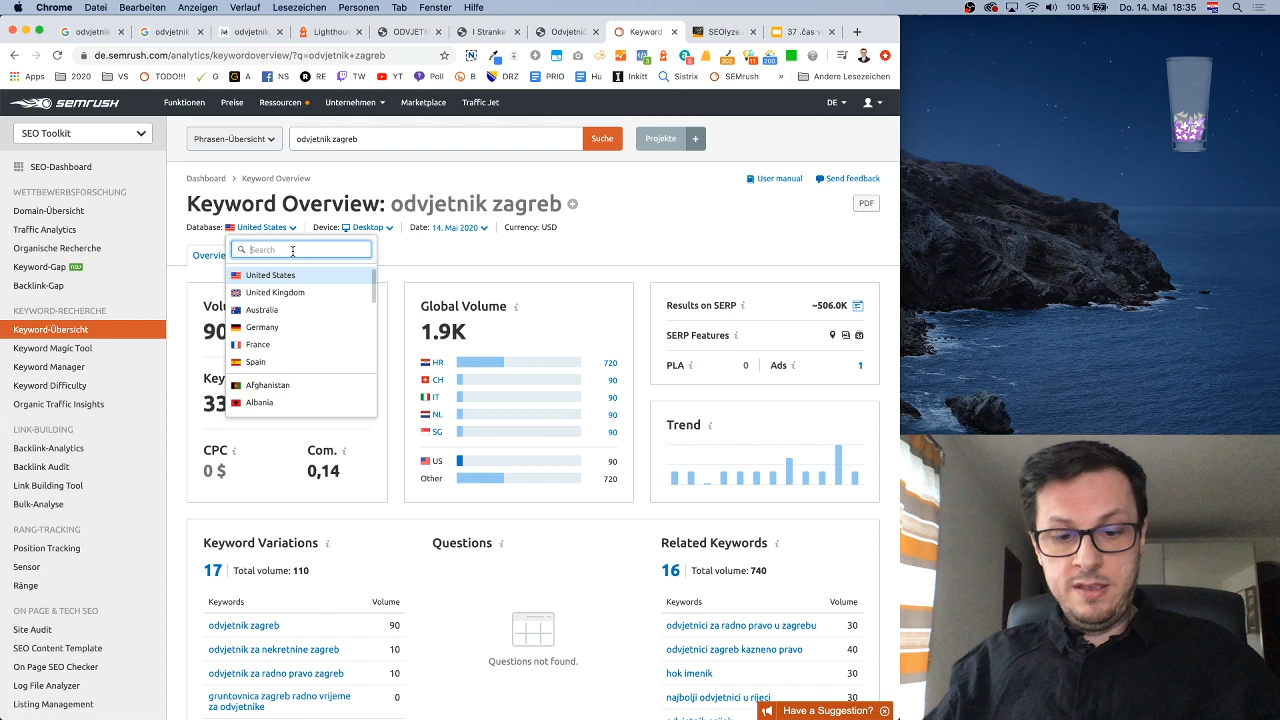 Chrome Datei Bearbeiten Anzeigen Verlauf Lesezeichen Personen Tab Fenster Hilfe
100 % Do. 14. Mai 18:35
odvjetnik odvjetnik odvjetnik Lighthous ODVJETN I Stranke Odvjetnič Keyword SEOlyze 37 .ča s v
de.semrush.com/analytics/keywordoverview/?q=odvjetnik+zagreb
Apps 2020 VS TODO!!! G A NS RE TW YT Poll B DRZ PRIO Hu Inkitt Sistrix SEMrush » Andere Lesezeichen
SEMRUSH Funktionen Preise Ressourcen Unternehmen Marketplace Traffic Jet DE
SEO Toolkit
Phrasen-Übersicht odvjetnik zagreb Suche Projekte +
SEO-Dashboard
WETTBEWERBSFORSCHUNG
Domain-Übersicht
Traffic Analytics
Organische Recherche
Keyword-Gap NEU
Backlink-Gap
KEYWORD-RECHERCHE
Keyword-Übersicht
Keyword Magic Tool
Keyword Manager
Keyword Difficulty
Organic Traffic Insights
LINK-BUILDING
Backlink-Analytics
Backlink Audit
Link Building Tool
Bulk-Analyse
RANG-TRACKING
Position Tracking
Sensor
Ränge
ON PAGE & TECH SEO
Site Audit
SEO Content Template
On Page SEO Checker
Log File Analyzer
Listing Management
Dashboard > Keyword Overview
User manual Send feedback
Keyword Overview: odvjetnik zagreb
PDF
Database: United States Device: Desktop Date: 14. Mai 2020 Currency: USD
Search
United States
United Kingdom
Australia
Germany
France
Spain
Afghanistan
Albania
Overvie
Volu
90
Key
33
CPC
0 $
Com.
0,14
Global Volume
1.9K
HR 720
CH 90
IT 90
NL 90
SG 90
US 90
Other 720
Results on SERP ~506.0K
SERP Features
PLA 0 Ads 1
Trend
Keyword Variations
17 Total volume: 110
Keywords Volume
odvjetnik zagreb 90
odvjetnik za nekretnine zagreb 10
odvjetnik za radno pravo zagreb 10
gruntovnica zagreb radno vrijeme za odvjetnike 0
Questions
Questions not found.
Related Keywords
16 Total volume: 740
Keywords Volume
odvjetnici za radno pravo u zagrebu 30
odvjetnici zagreb kazneno pravo 40
hok imenik 30
najbolji odvjetnici u rijeci 30
Have a Suggestion?